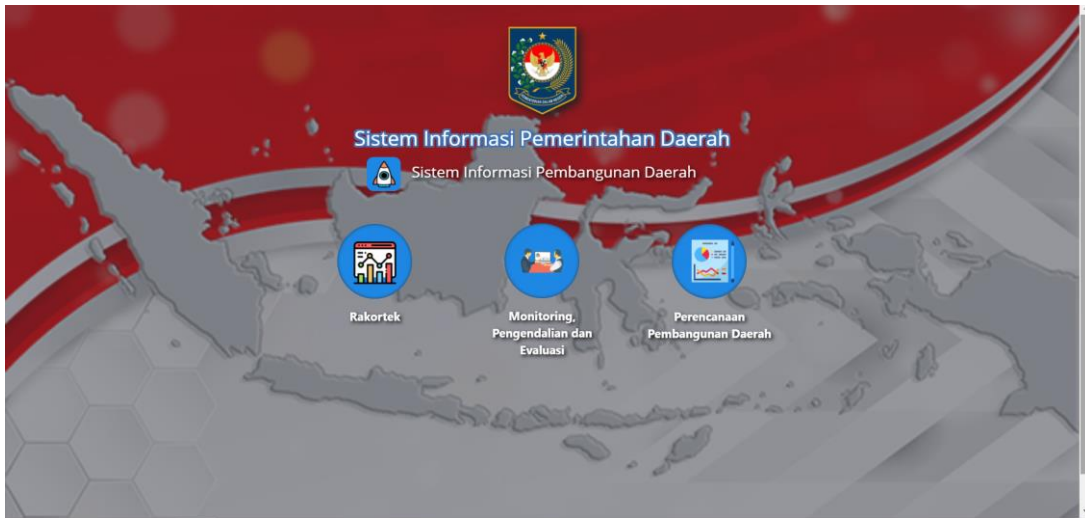 Sistem Informasi Pemerintahan Daerah
Sistem Informasi Pembangunan Daerah
Rakortek
Monitoring,
Pengendalian dan
Evaluasi
Perencanaan
Pembangunan Daerah